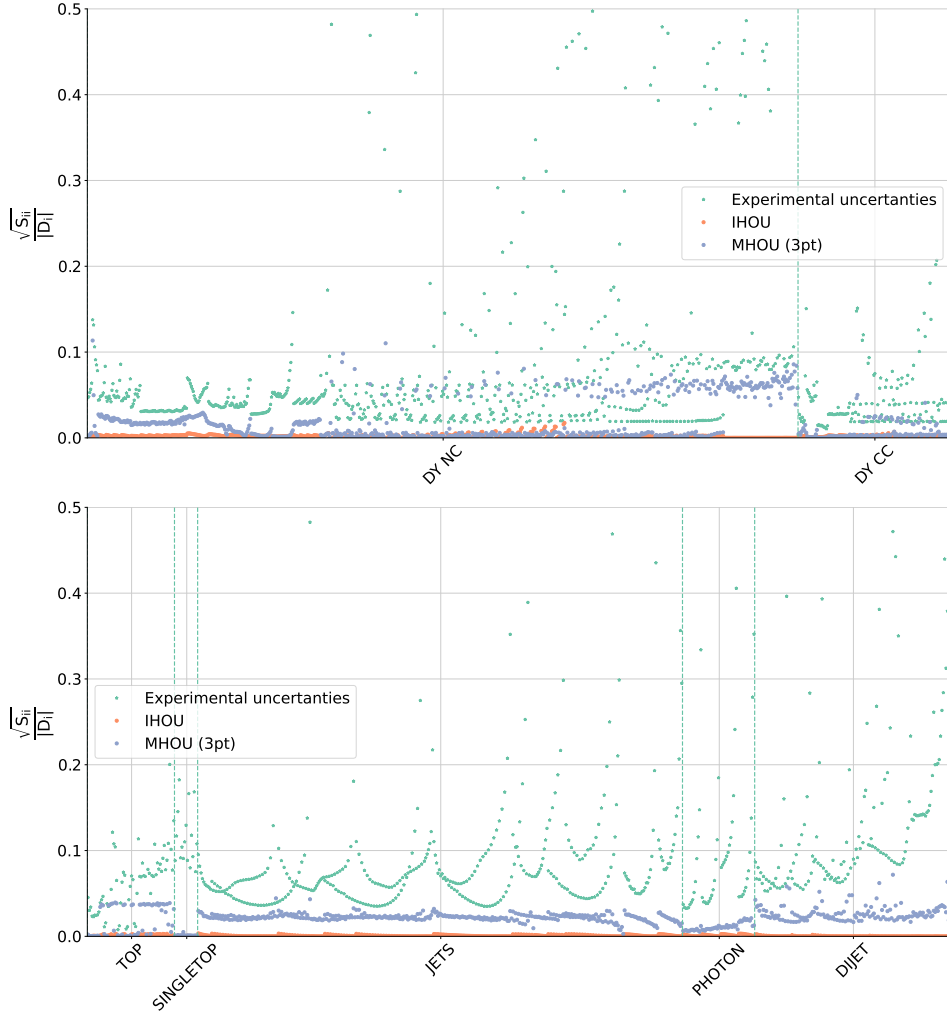 0.5
0.4
0.3
0.2
0.1
0.0
√Sii
|Di|
Experimental uncertanties
IHOU
MHOU (3pt)
DY NC
DY CC
0.5
0.4
0.3
0.2
0.1
0.0
√Sii
|Di|
Experimental uncertanties
IHOU
MHOU (3pt)
TOP
SINGLETOP
JETS
PHOTON
DIJET